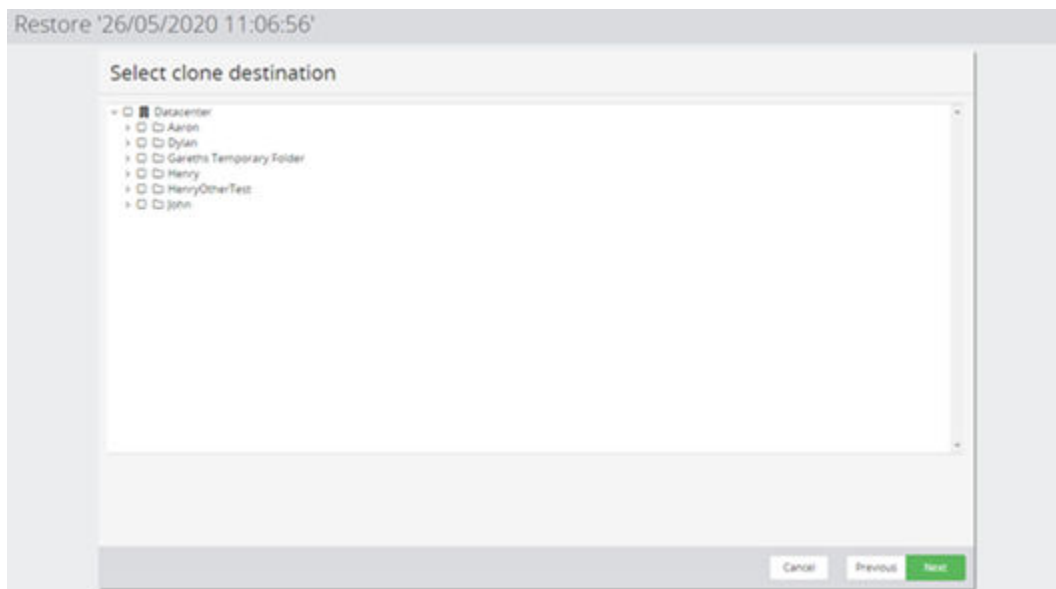 Restore '26/05/2020 11:06:56'
Select clone destination
Datacenter
Aaron
Dylan
Gareths Temporary Folder
Henry
HenryOtherTest
John
Cancel Previous Next